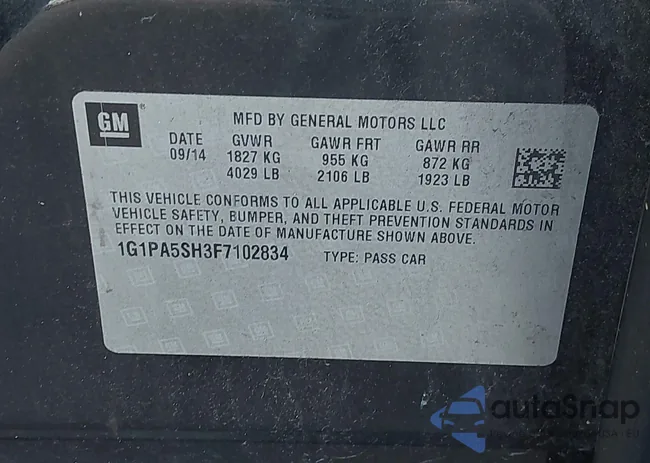 GM
®
MFD BY GENERAL MOTORS LLC
DATE GVWR GAWR FRT GAWR RR
09/14 1827 KG 955 KG 872 KG
4029 LB 2106 LB 1923 LB
THIS VEHICLE CONFORMS TO ALL APPLICABLE U.S. FEDERAL MOTOR
VEHICLE SAFETY, BUMPER, AND THEFT PREVENTION STANDARDS IN
EFFECT ON THE DATE OF MANUFACTURE SHOWN ABOVE.
1G1PA5SH3F7102834 TYPE: PASS CAR
autoSnap